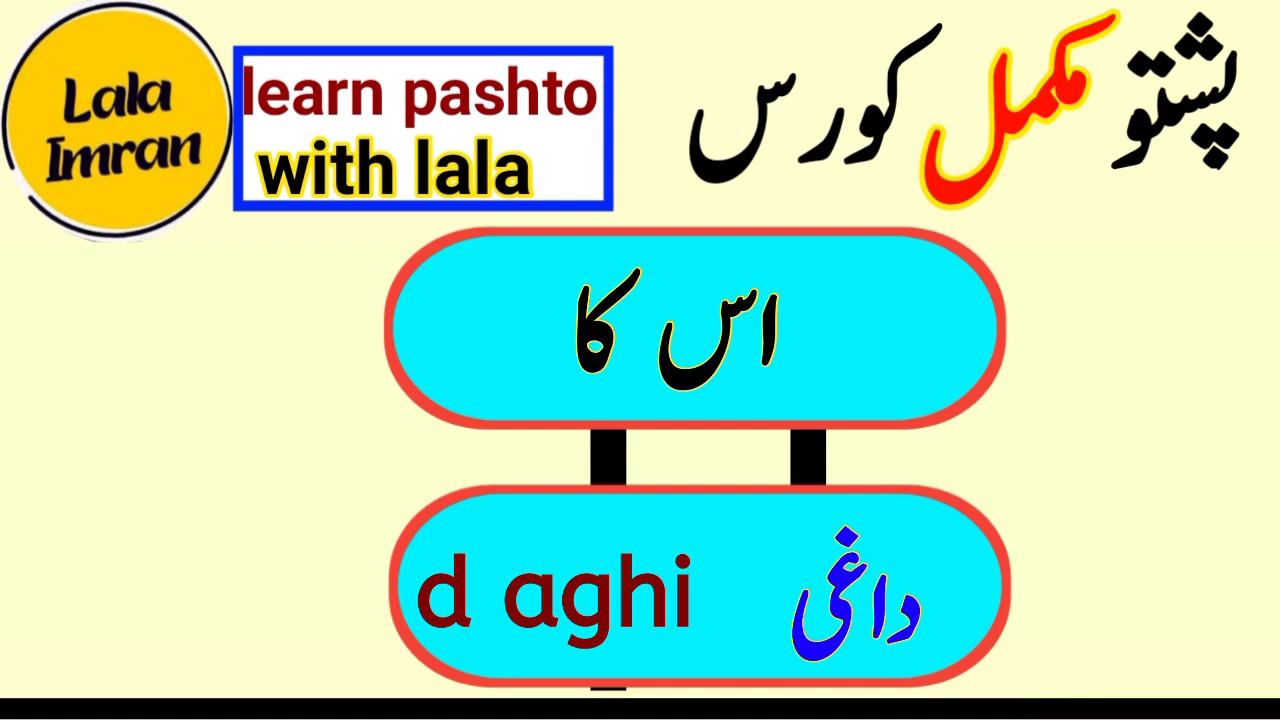 Lala
Imran
learn pashto
with lala
پشتو مکمل کورس
اس کا
d aghi داغی